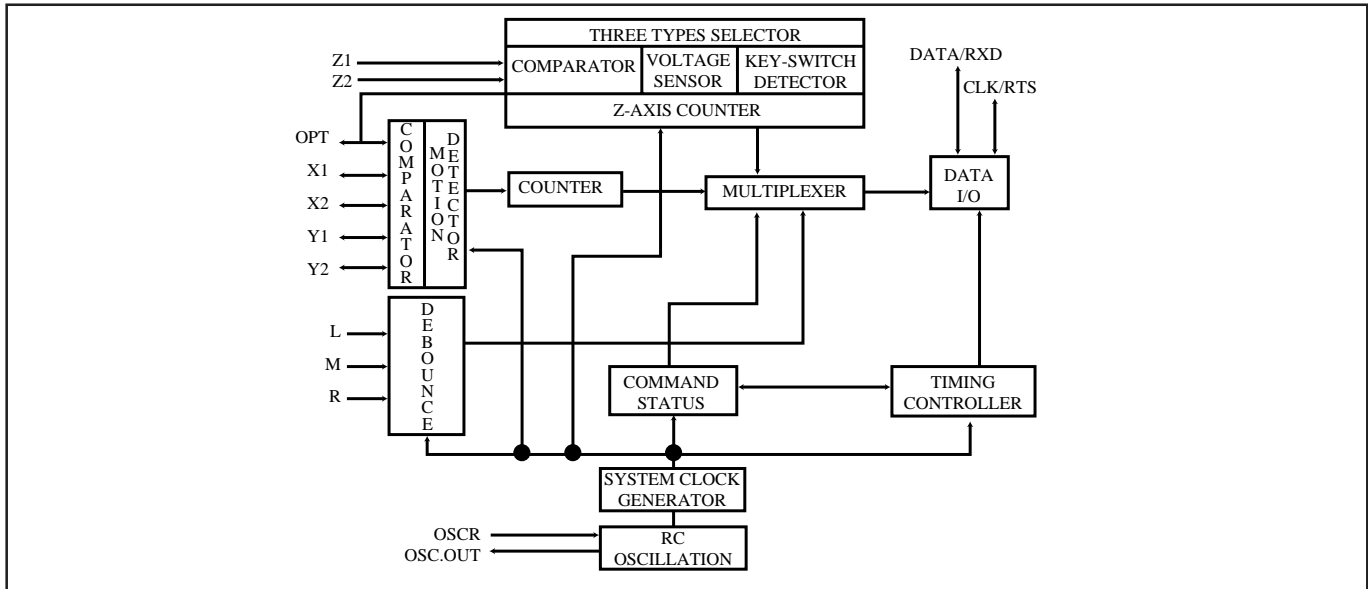 THREE TYPES SELECTOR
Z1
Z2
COMPARATOR
VOLTAGE
SENSOR
KEY-SWITCH
DETECTOR
Z-AXIS COUNTER
DATA/RXD
CLK/RTS
OPT
X1
X2
Y1
Y2
COMPARATOR
MOTION
DETECTOR
COUNTER
MULTIPLEXER
DATA
I/O
L
M
R
DEBOUNCE
COMMAND
STATUS
TIMING
CONTROLLER
SYSTEM CLOCK
GENERATOR
OSCR
OSC.OUT
RC
OSCILLATION